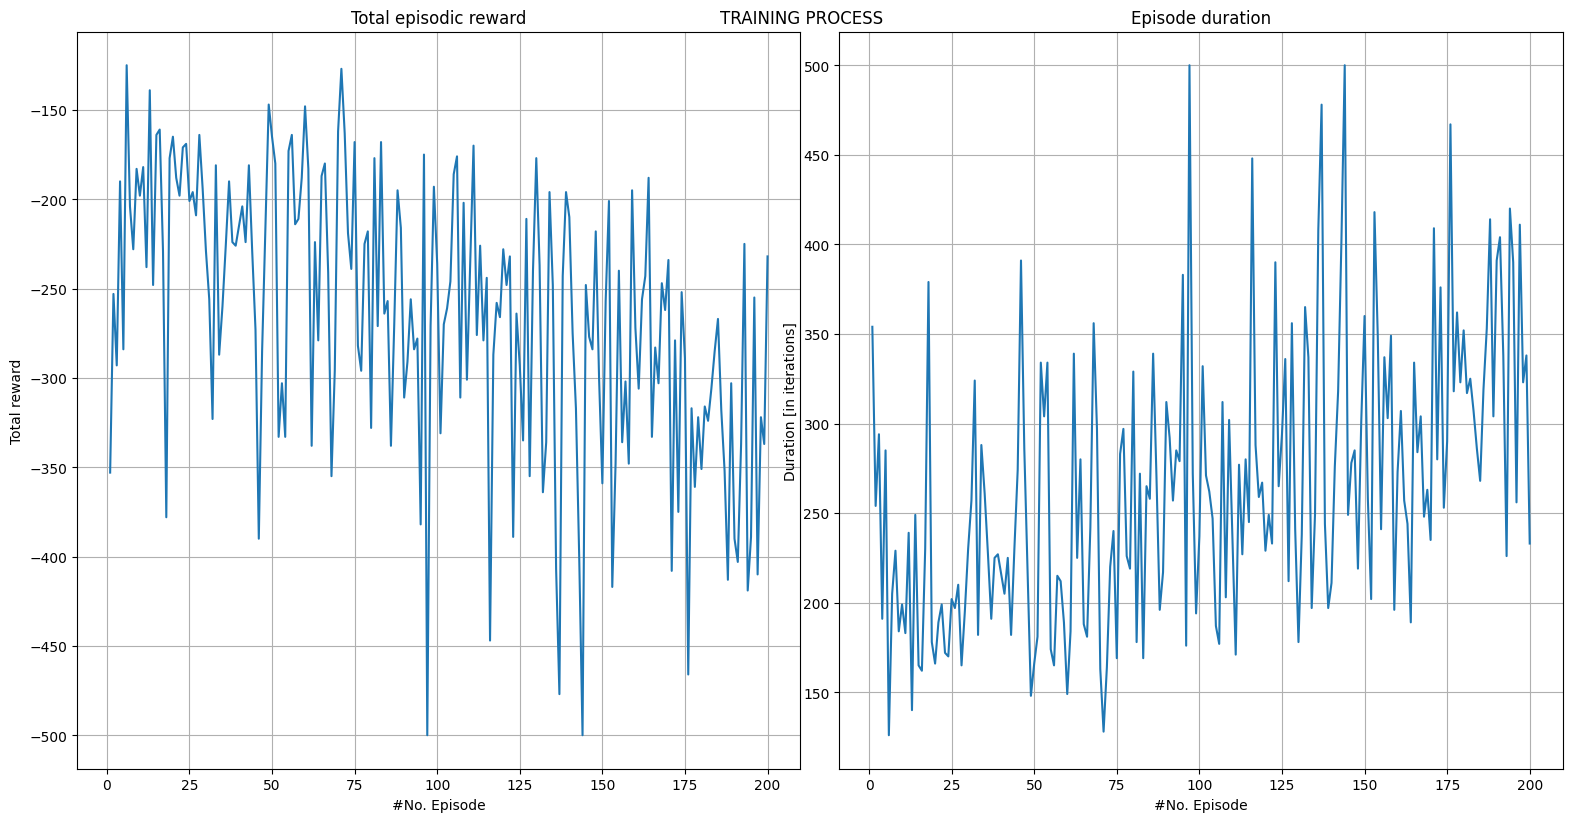 TRAINING PROCESS
Total episodic reward
Total reward
−150
−200
−250
−300
−350
−400
−450
−500
0 25 50 75 100 125 150 175 200
#No. Episode
Episode duration
Duration [in iterations]
500
450
400
350
300
250
200
150
0 25 50 75 100 125 150 175 200
#No. Episode